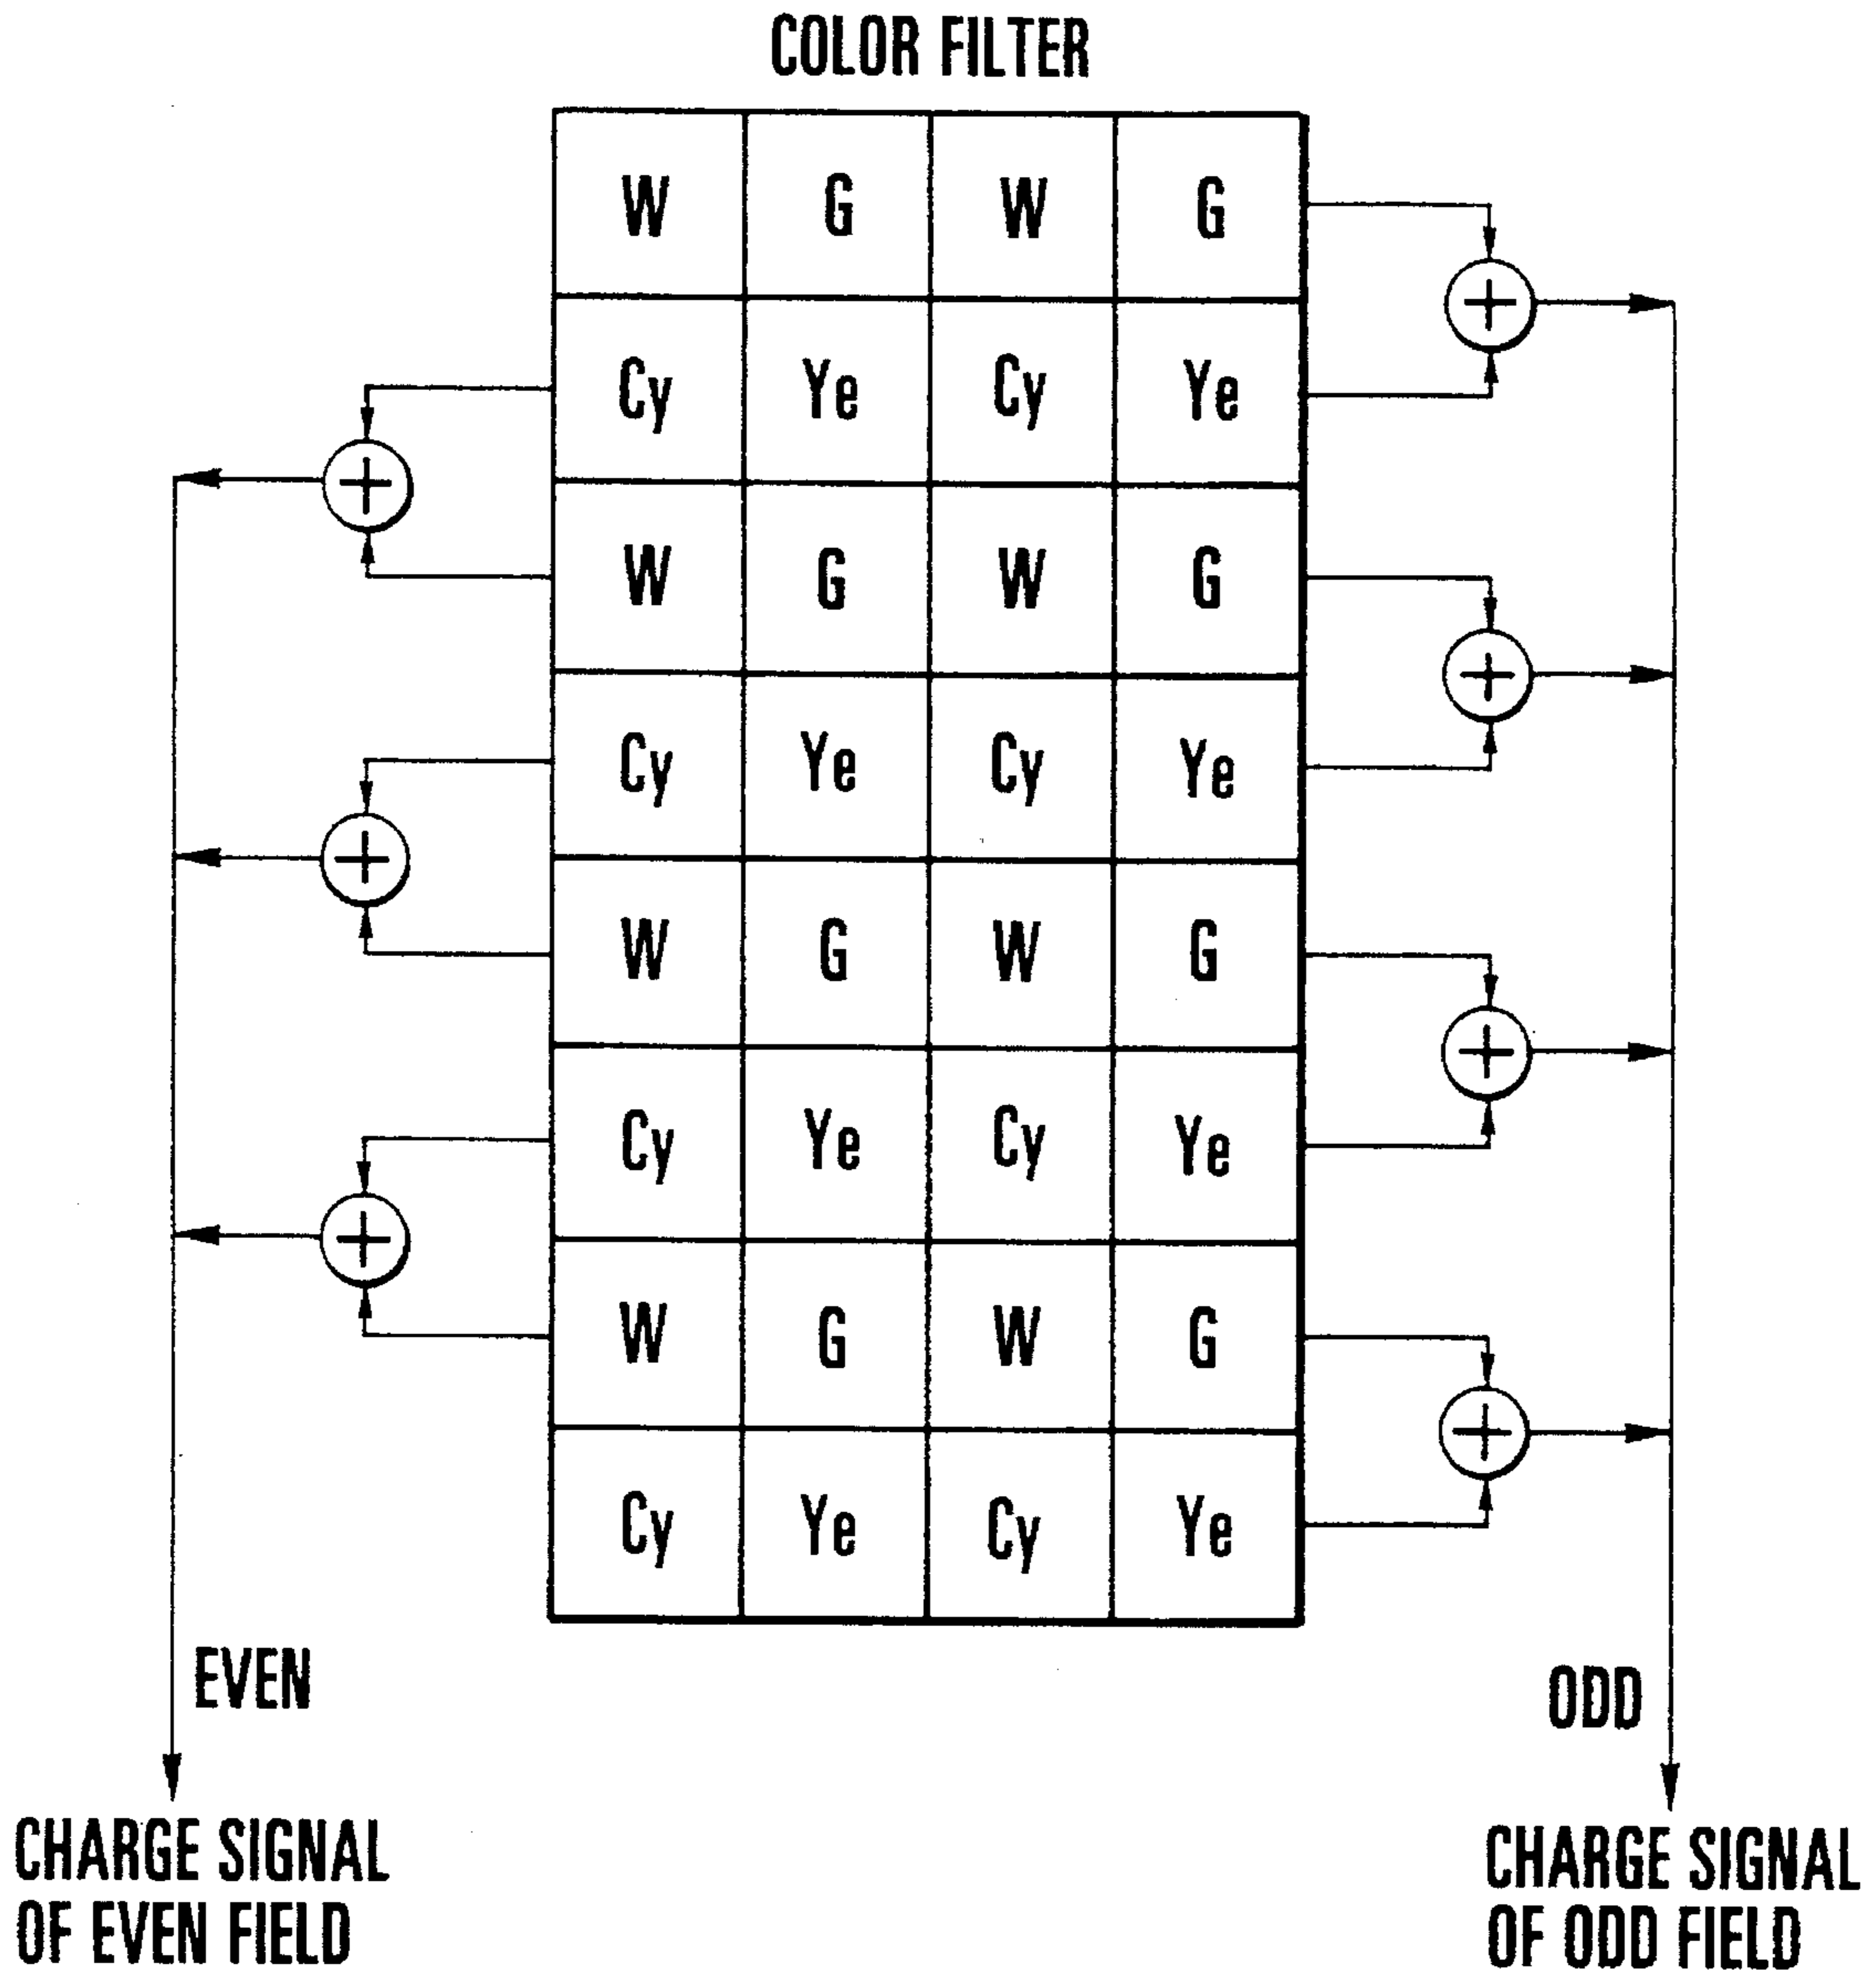 COLOR FILTER
W G W G
Cy Ye Cy Ye
W G W G
Cy Ye Cy Ye
W G W G
Cy Ye Cy Ye
W G W G
Cy Ye Cy Ye
EVEN
ODD
CHARGE SIGNAL
OF EVEN FIELD
CHARGE SIGNAL
OF ODD FIELD